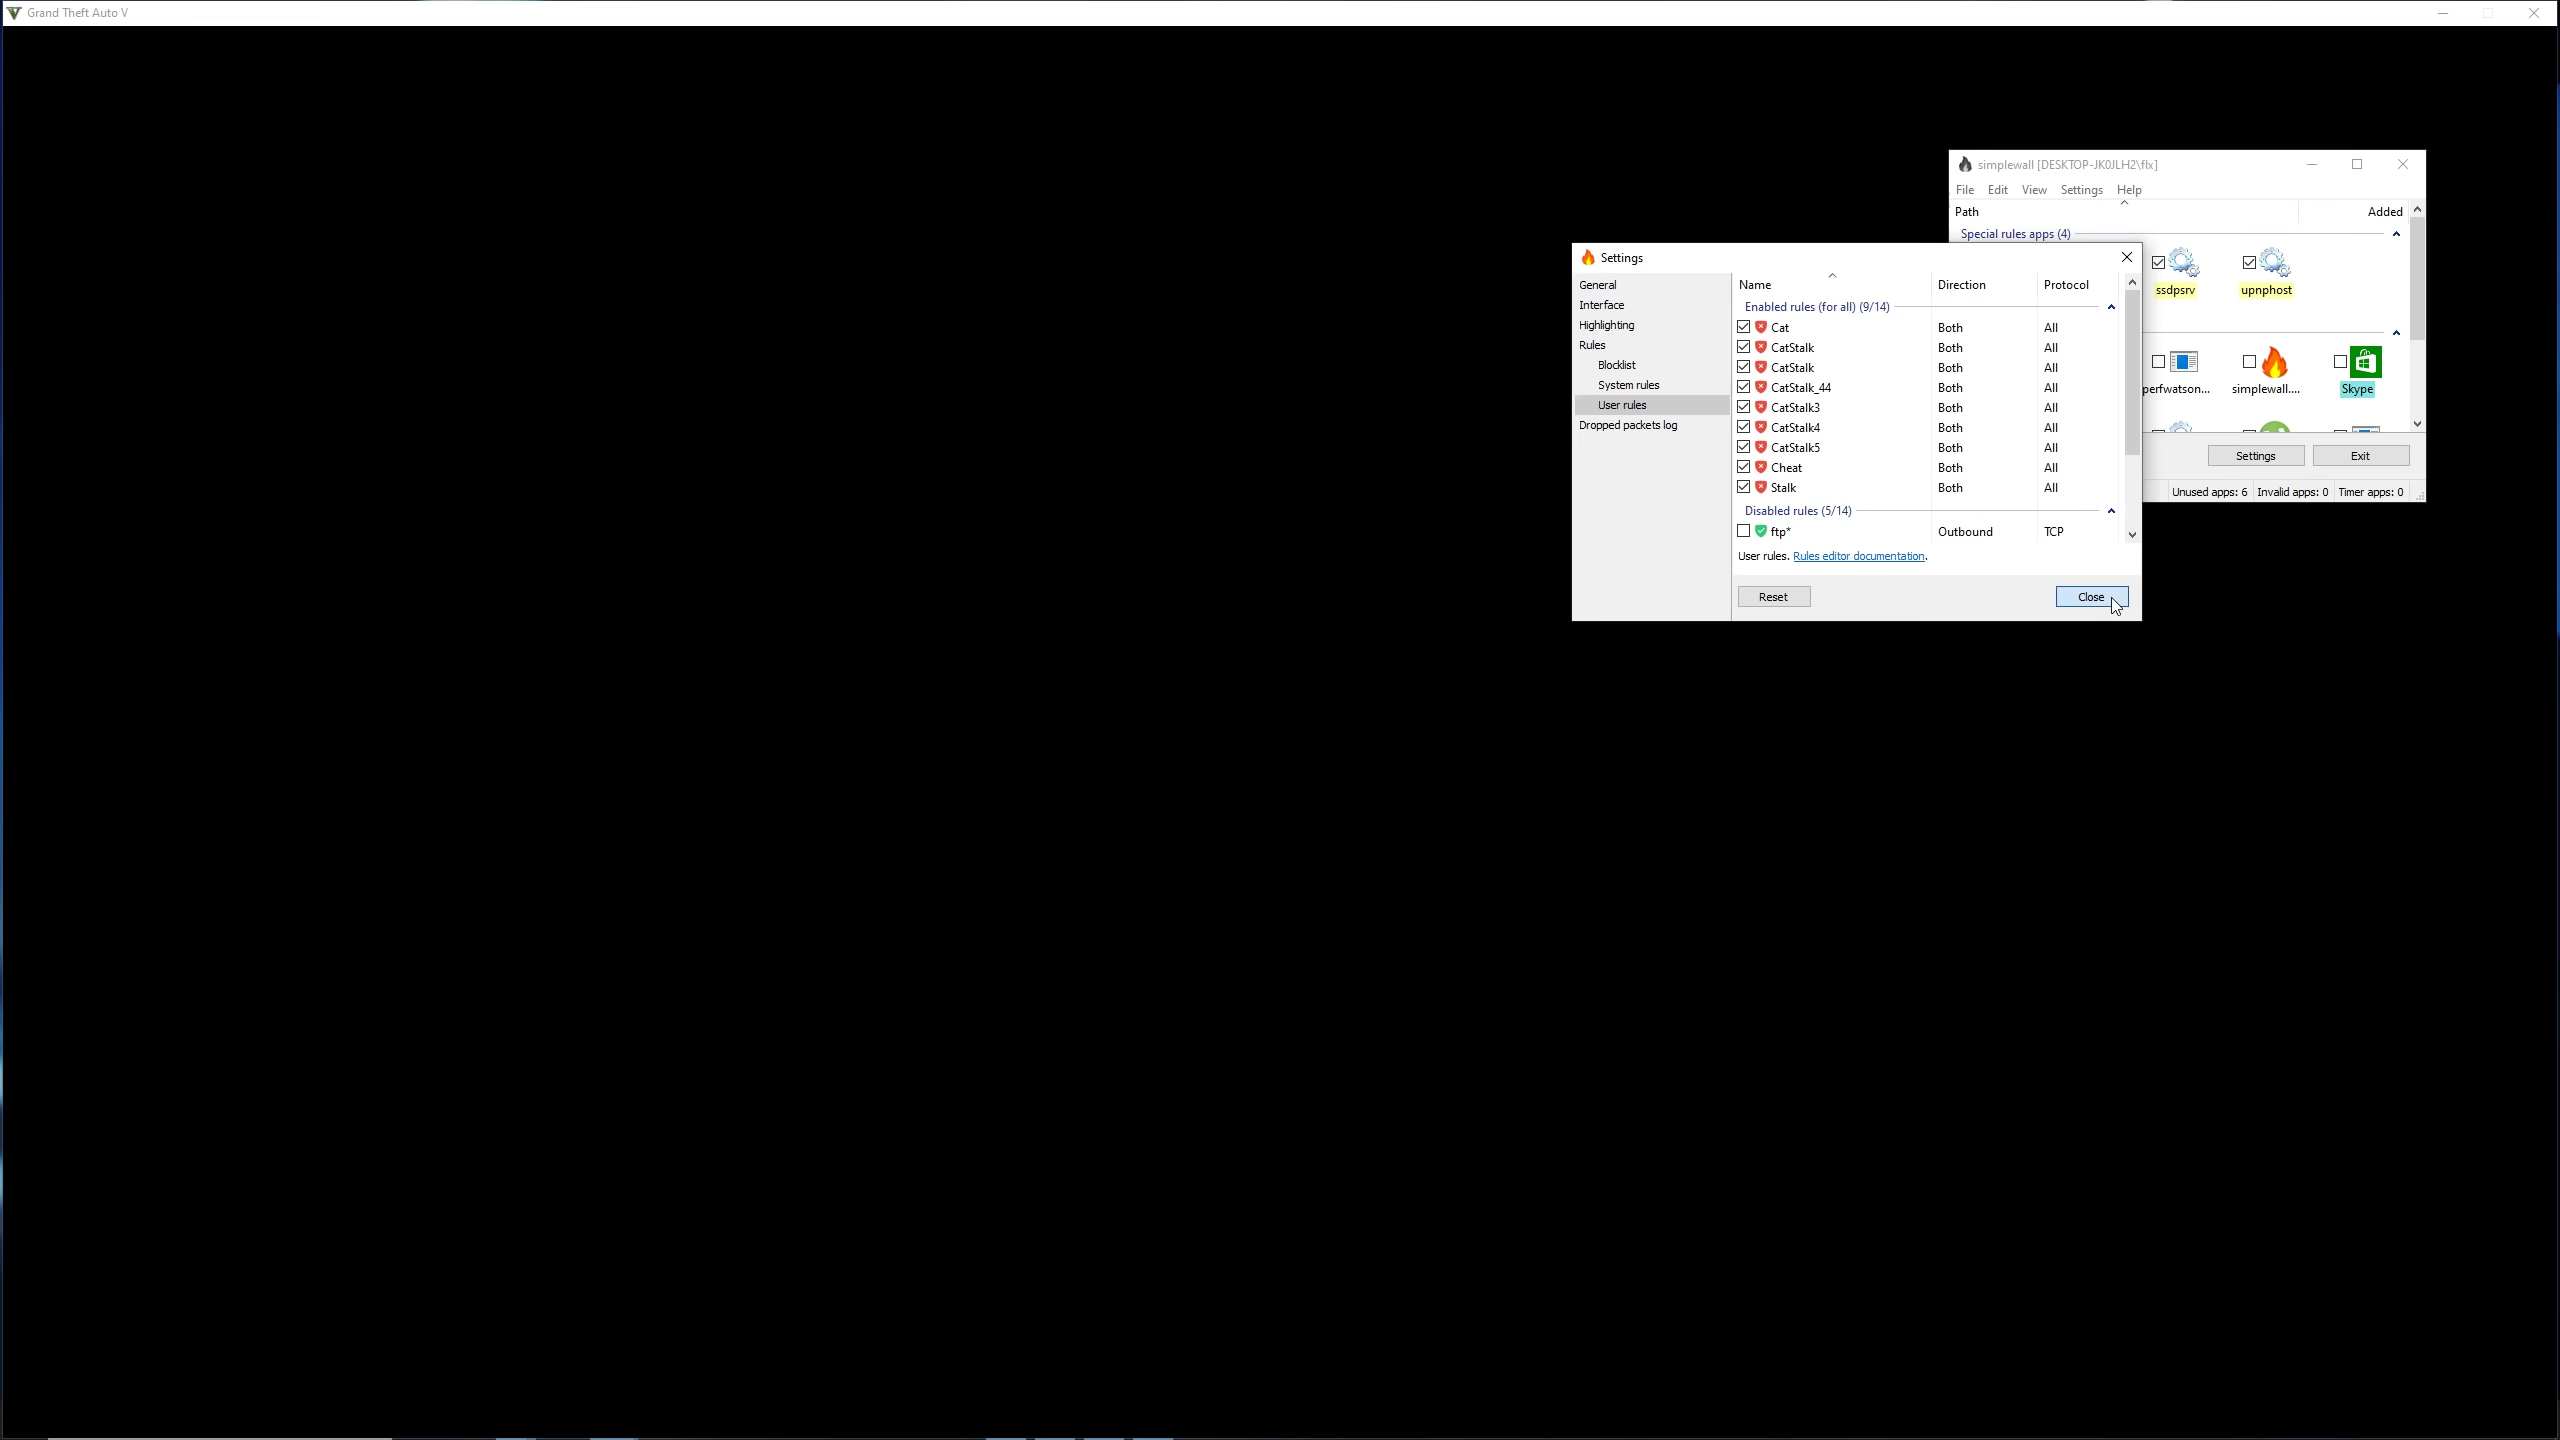 Grand Theft Auto V
simplewall [DESKTOP-JK0JLH2\flx]
File Edit View Settings Help
Path Added
Special rules apps (4)
ssdpsrv upnphost
perfwatson... simplewall.... Skype
Settings Exit
Unused apps: 6 Invalid apps: 0 Timer apps: 0
Settings
General
Interface
Highlighting
Rules
Blocklist
System rules
User rules
Dropped packets log
Name Direction Protocol
Enabled rules (for all) (9/14)
Cat Both All
CatStalk Both All
CatStalk Both All
CatStalk_44 Both All
CatStalk3 Both All
CatStalk4 Both All
CatStalk5 Both All
Cheat Both All
Stalk Both All
Disabled rules (5/14)
ftp* Outbound TCP
User rules. Rules editor documentation.
Reset Close